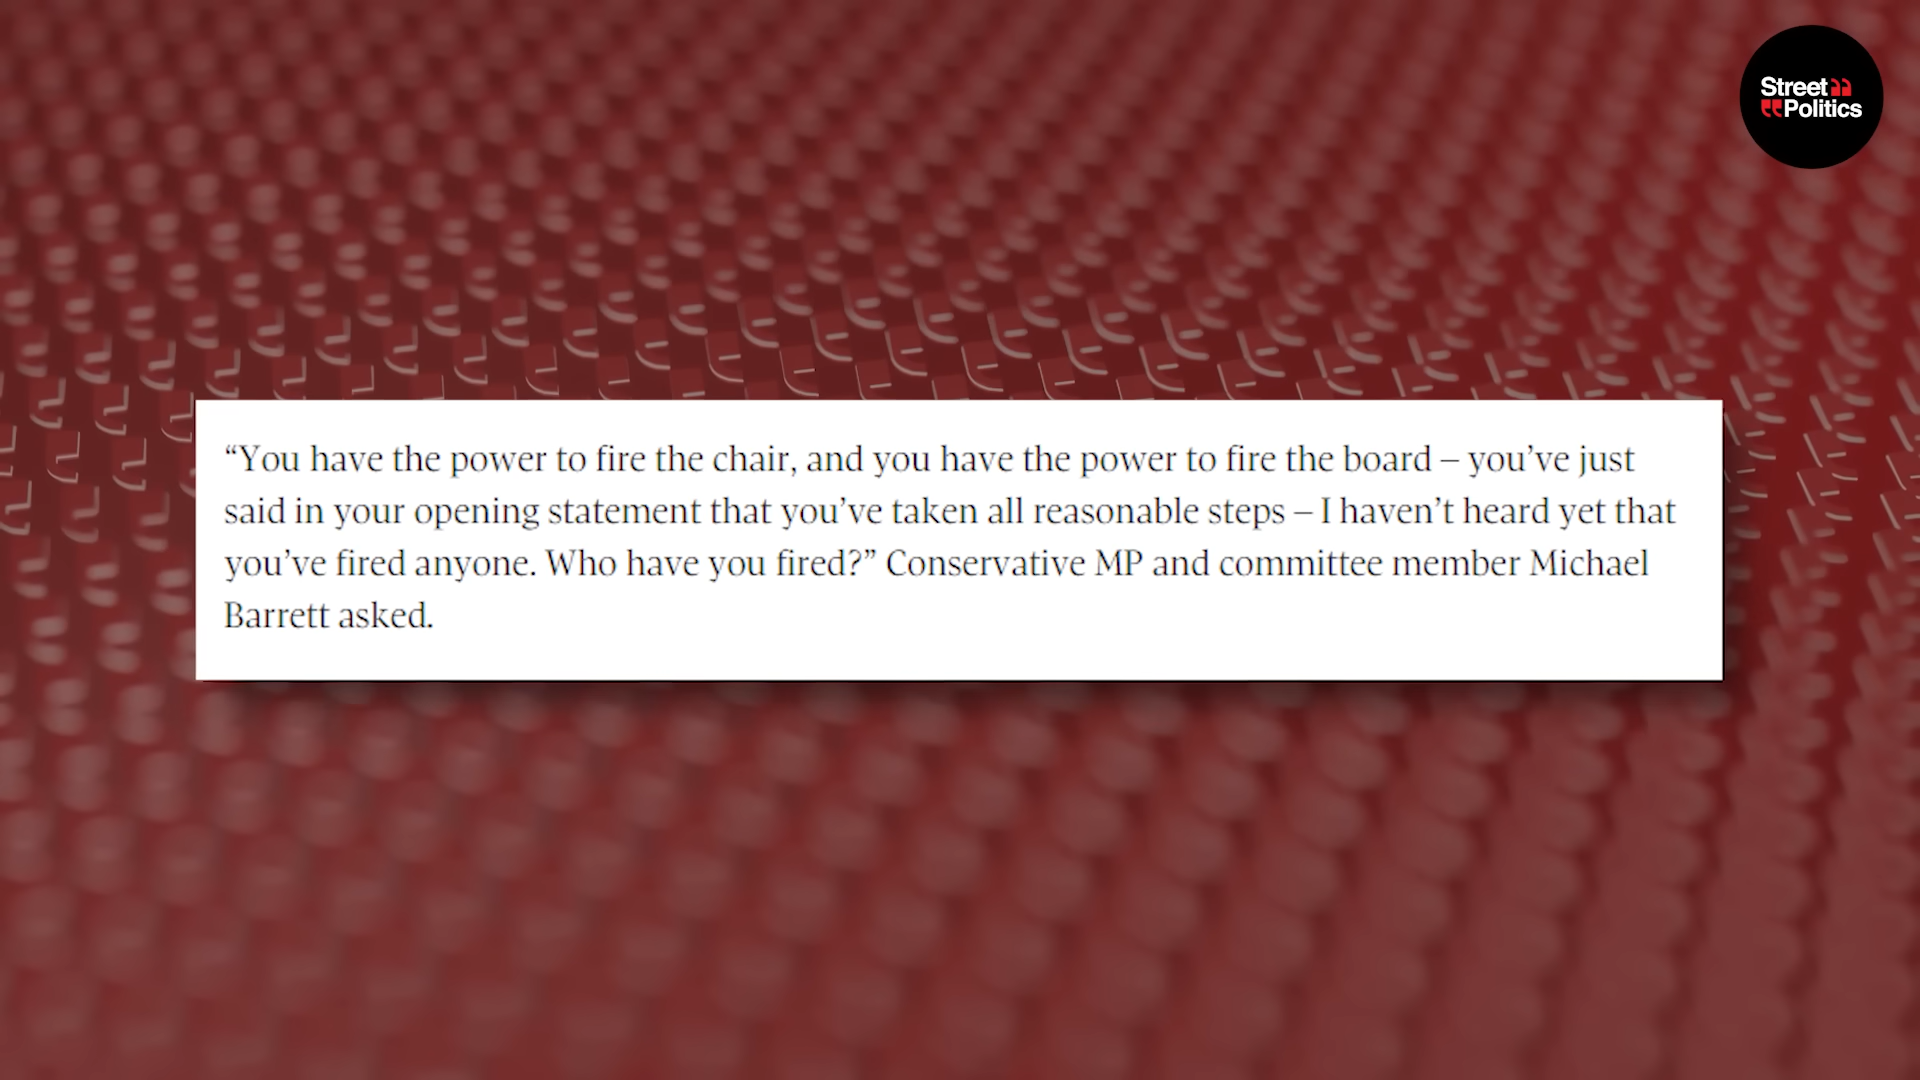 Street
Politics
“You have the power to fire the chair, and you have the power to fire the board – you’ve just
said in your opening statement that you’ve taken all reasonable steps – I haven’t heard yet that
you’ve fired anyone. Who have you fired?” Conservative MP and committee member Michael
Barrett asked.